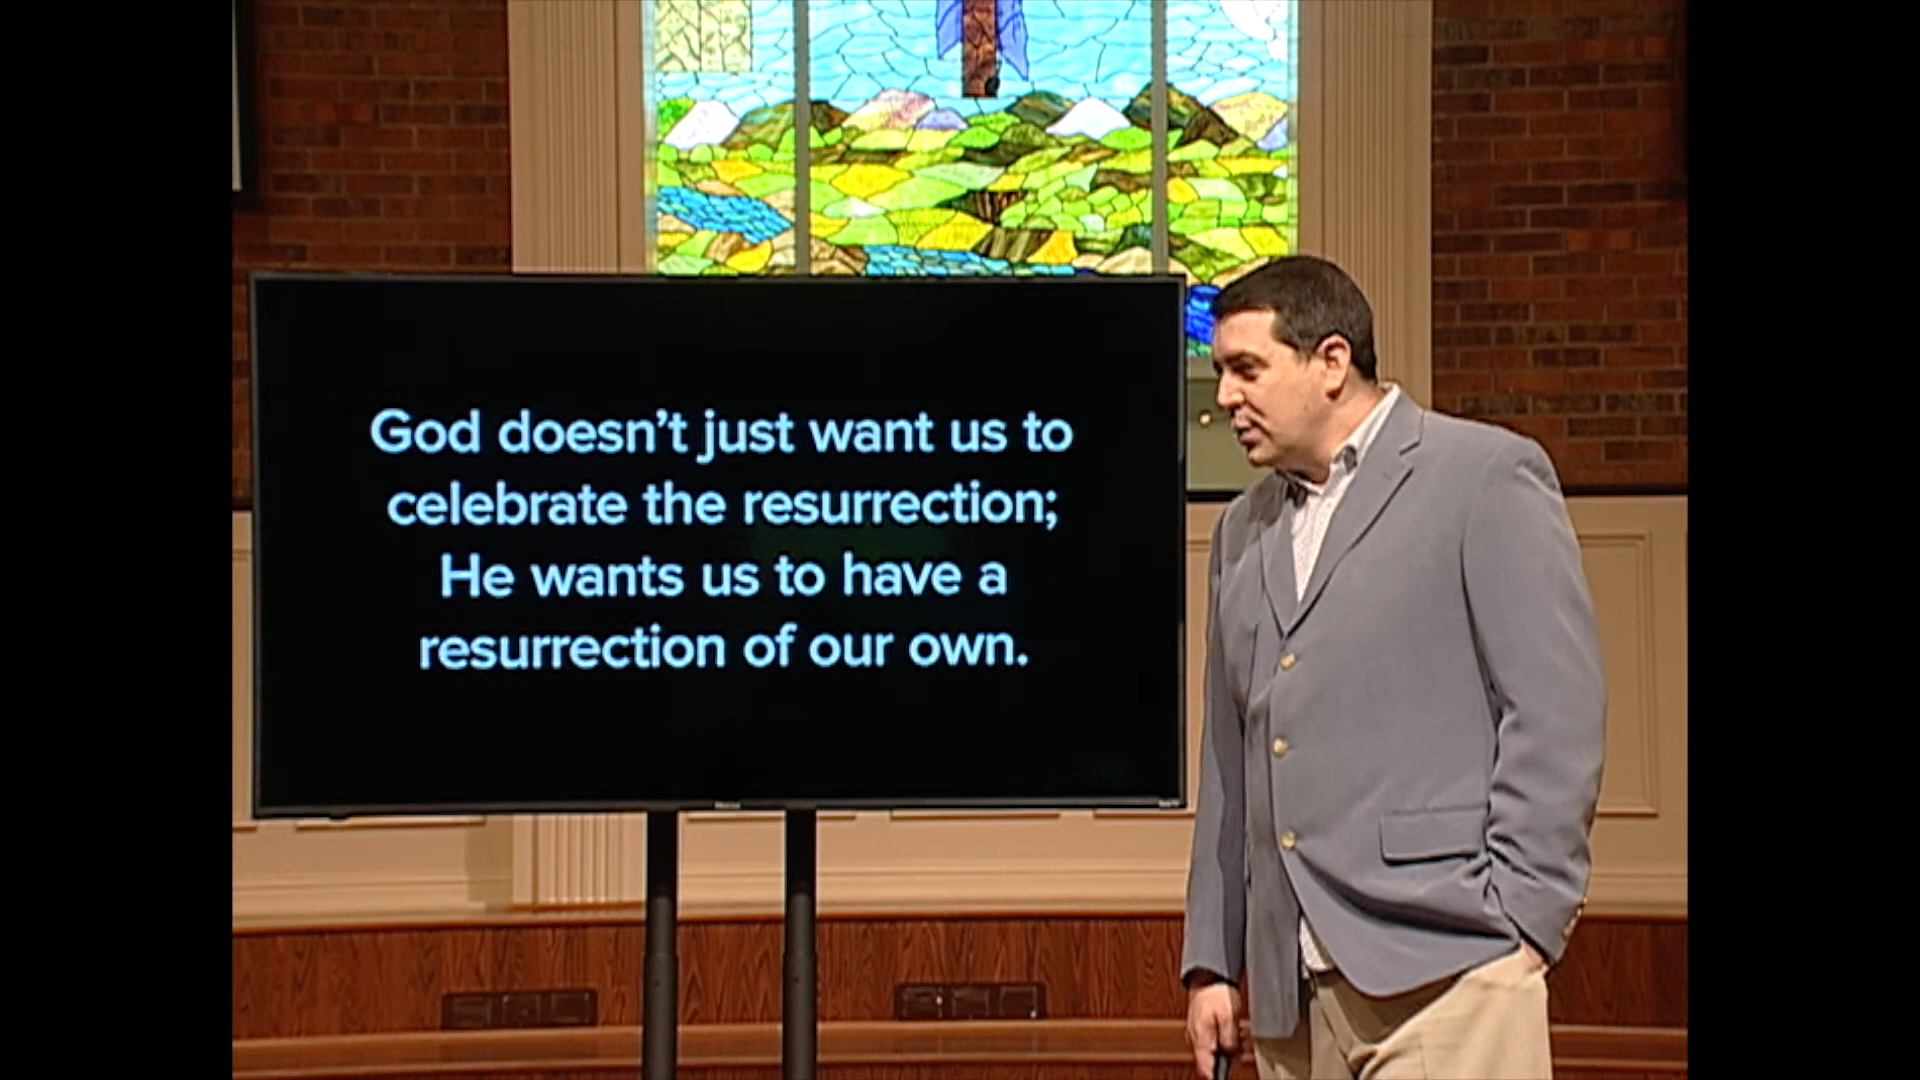 God doesn't just want us to
celebrate the resurrection;
He wants us to have a
resurrection of our own.